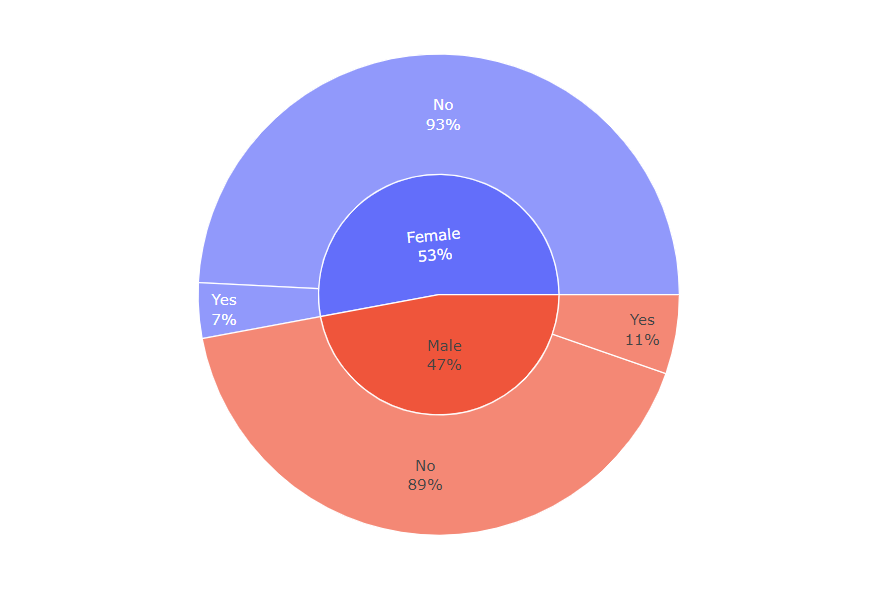 No
93%
Female
53%
Yes
7%
Yes
11%
Male
47%
No
89%